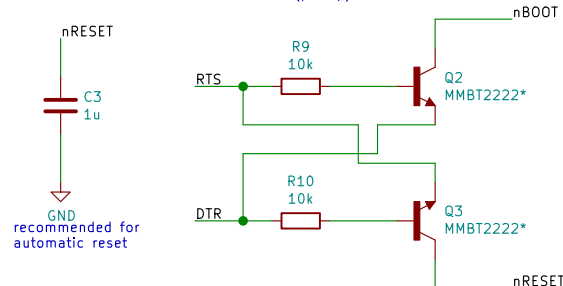 nBOOT
nRESET
R9
10k
RTS
Q2
MMBT2222*
C3
1u
R10
10k
DTR
Q3
MMBT2222*
GND
recommended for
automatic reset
nRESET